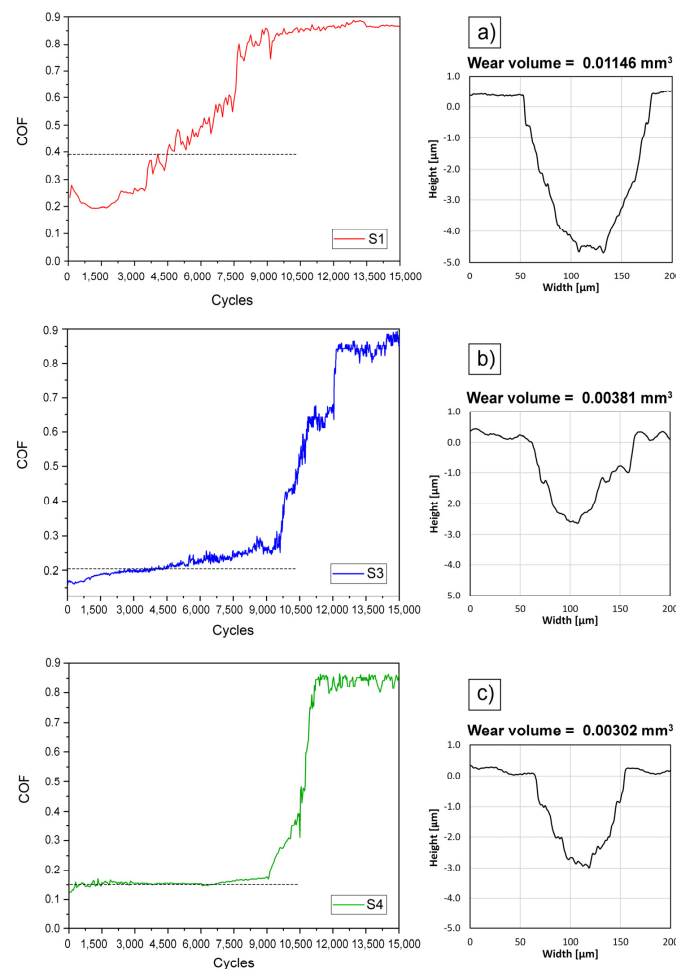 0.9
0.8
0.7
0.6
0.5
0.4
0.3
0.2
0.1
0.0
COF
S1
0 1,500 3,000 4,500 6,000 7,500 9,000 10,500 12,000 13,500 15,000
Cycles
a)
Wear volume = 0.01146 mm³
1.0
0.0
-1.0
-2.0
-3.0
-4.0
-5.0
Height [µm]
0 50 100 150 200
Width [µm]
0.9
0.8
0.7
0.6
0.5
0.4
0.3
0.2
COF
S3
0 1,500 3,000 4,500 6,000 7,500 9,000 10,500 12,000 13,500 15,000
Cycles
b)
Wear volume = 0.00381 mm³
1.0
0.0
-1.0
-2.0
-3.0
-4.0
5.0
Height [µm]
0 50 100 150 200
Width [µm]
0.9
0.8
0.7
0.6
0.5
0.4
0.3
0.2
0.1
0.0
COF
S4
0 1,500 3,000 4,500 6,000 7,500 9,000 10,500 12,000 13,500 15,000
Cycles
c)
Wear volume = 0.00302 mm³
1.0
0.0
-1.0
-2.0
-3.0
-4.0
-5.0
Height [µm]
0 50 100 150 200
Width [µm]